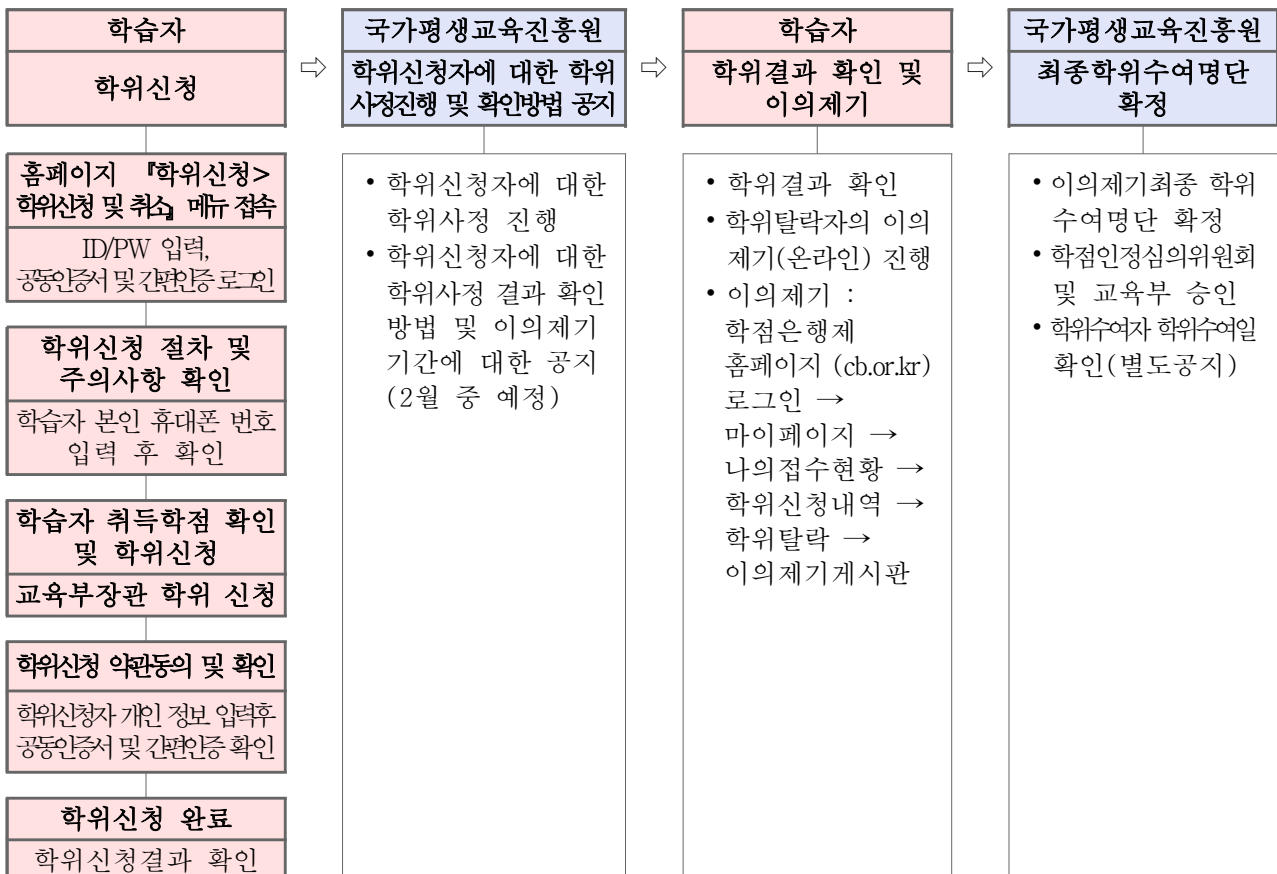 학습자
학위신청
⇨
국가평생교육진흥원
학위신청자에 대한 학위
사정진행 및 확인방법 공지
⇨
학습자
학위결과 확인 및
이의제기
⇨
국가평생교육진흥원
최종학위수여명단
확정
홈페이지 『학위신청>
학위신청 및 취소』 메뉴 접속
ID/PW 입력,
공동인증서 및 간편인증 로그인
학위신청 절차 및
주의사항 확인
학습자 본인 휴대폰 번호
입력 후 확인
학습자 취득학점 확인
및 학위신청
교육부장관 학위 신청
학위신청 약관동의 및 확인
학위신청자 개인 정보 입력후
공동인증서 및 간편인증 확인
학위신청 완료
학위신청결과 확인
• 학위신청자에 대한
학위사정 진행
• 학위신청자에 대한
학위사정 결과 확인
방법 및 이의제기
기간에 대한 공지
(2월 중 예정)
• 학위결과 확인
• 학위탈락자의 이의
제기(온라인) 진행
• 이의제기 :
학점은행제
홈페이지 (cb.or.kr)
로그인 →
마이페이지 →
나의접수현황 →
학위신청내역 →
학위탈락 →
이의제기게시판
• 이의제기최종 학위
수여명단 확정
• 학점인정심의위원회
및 교육부 승인
• 학위수여자 학위수여일
확인(별도공지)